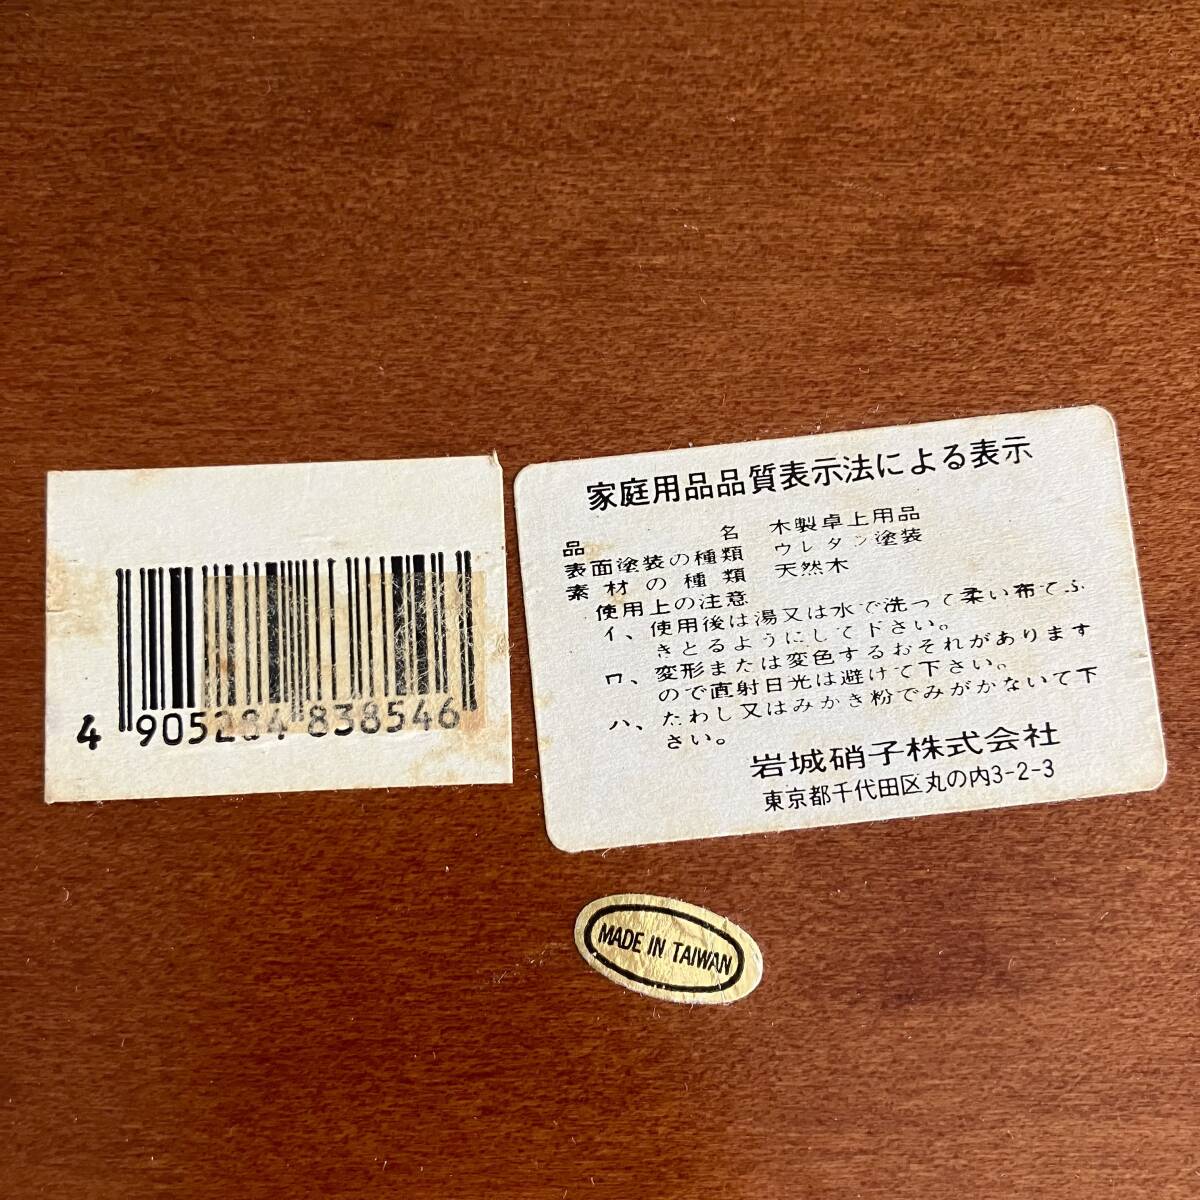 4 905284 838546
家庭用品品質表示法による表示
品名 木製卓上用品
表面塗装の種類 ウレタン塗装
素材の種類 天然木
使用上の注意
イ、使用後は湯又は水で洗って柔い布でふ
きとるようにして下さい。
ロ、変形または変色するおそれがあります
ので直射日光は避けて下さい。
ハ、たわし又はみかき粉でみがかないで下
さい。
岩城硝子株式会社
東京都千代田区丸の内3-2-3
MADE IN TAIWAN